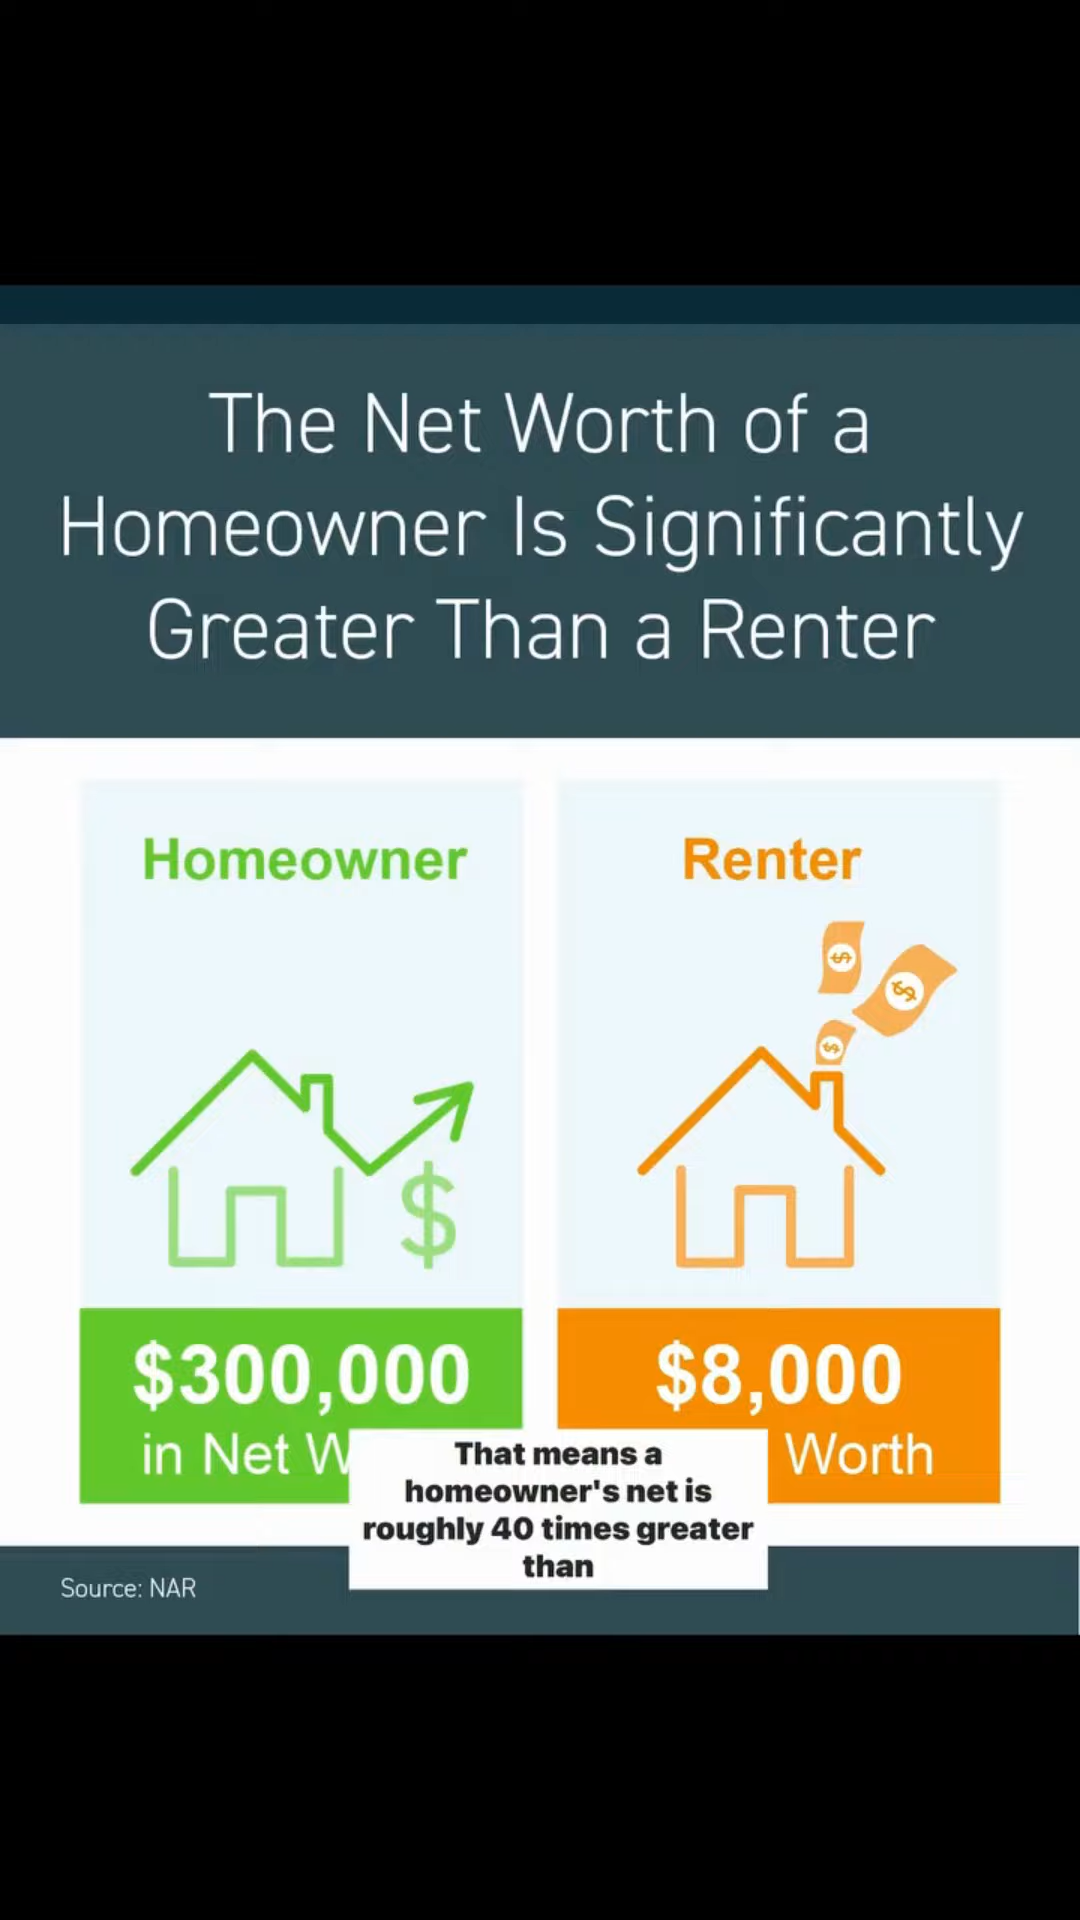 The Net Worth of a
Homeowner Is Significantly
Greater Than a Renter
Homeowner
Renter
$
$
$
$
$300,000
in Net W
$8,000
Worth
That means a
homeowner's net is
roughly 40 times greater
than
Source: NAR